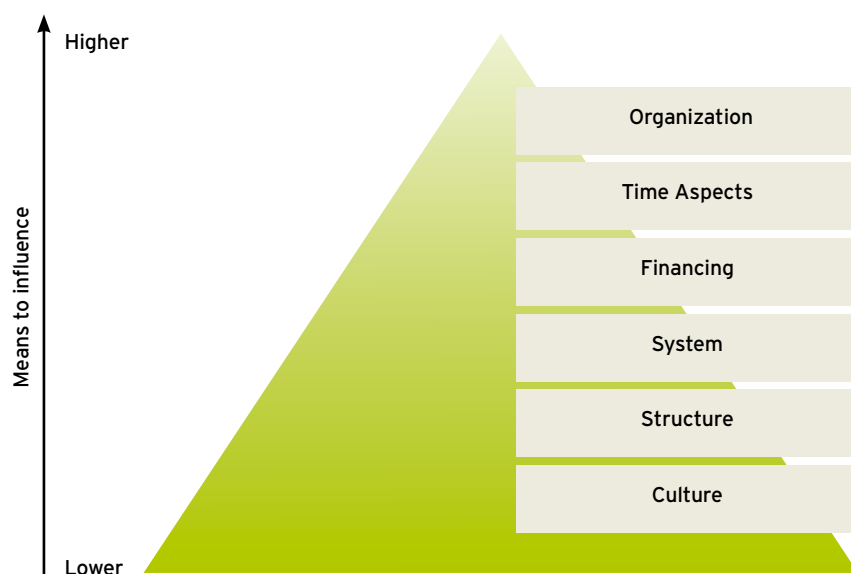 Higher
Organization
Time Aspects
Financing
Means to influence
System
Structure
Culture
Lower